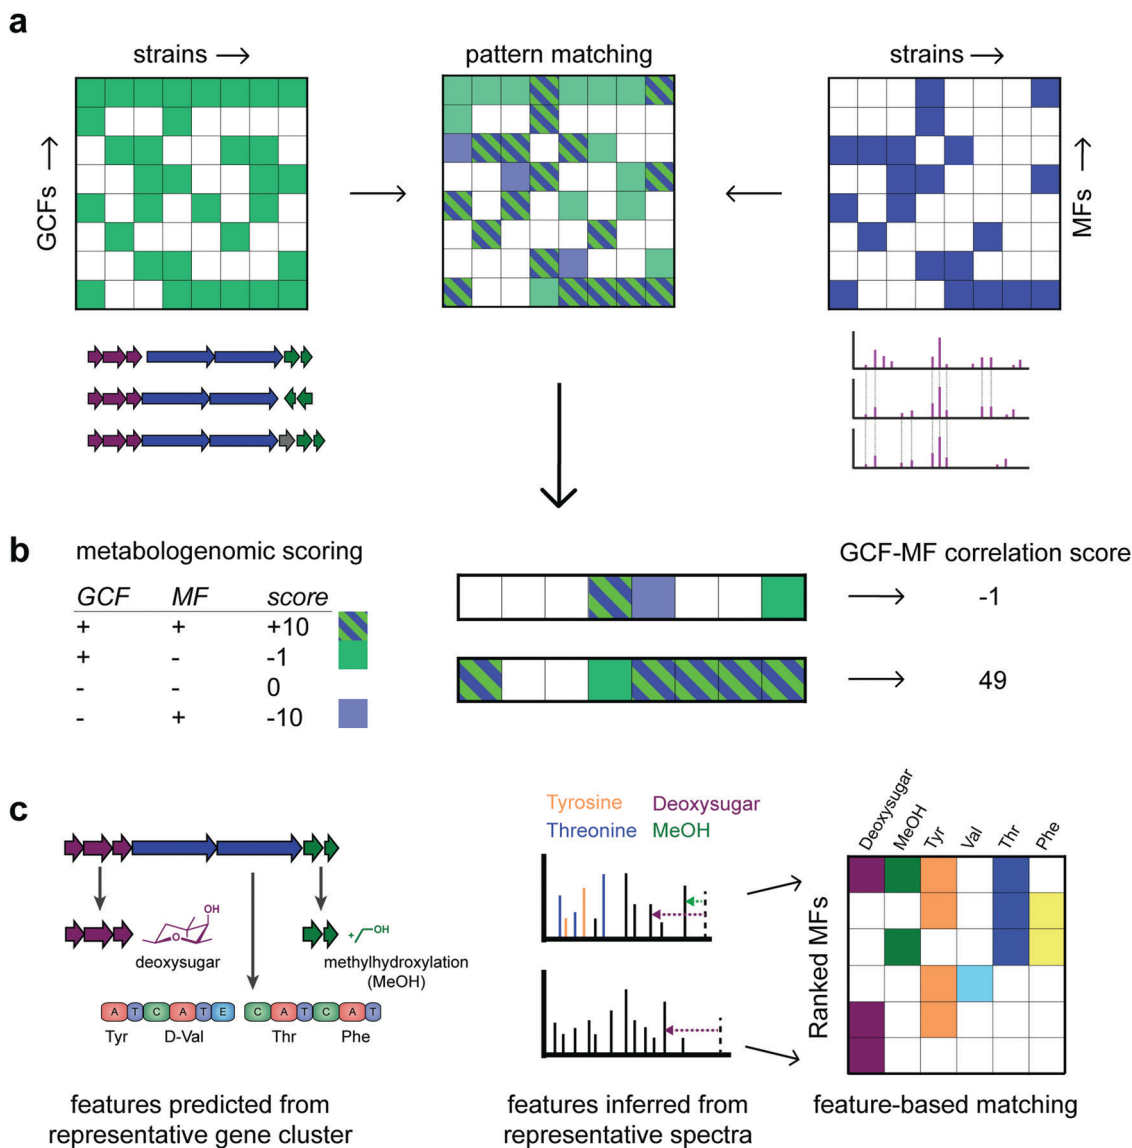 a
strains →
pattern matching
strains →
GCFs →
MFs →
b
metabologenomic scoring
GCF MF score
+ + +10
+ - -1
- - 0
- + -10
GCF-MF correlation score
-1
49
c
OH
deoxysugar
O
+ OH
methylhydroxylation
(MeOH)
A T C A T E C A T C A T
Tyr D-Val Thr Phe
features predicted from
representative gene cluster
Tyrosine Deoxysugar
Threonine MeOH
features inferred from
representative spectra
Deoxysugar
MeOH
Tyr
Val
Thr
Phe
Ranked MFs
feature-based matching